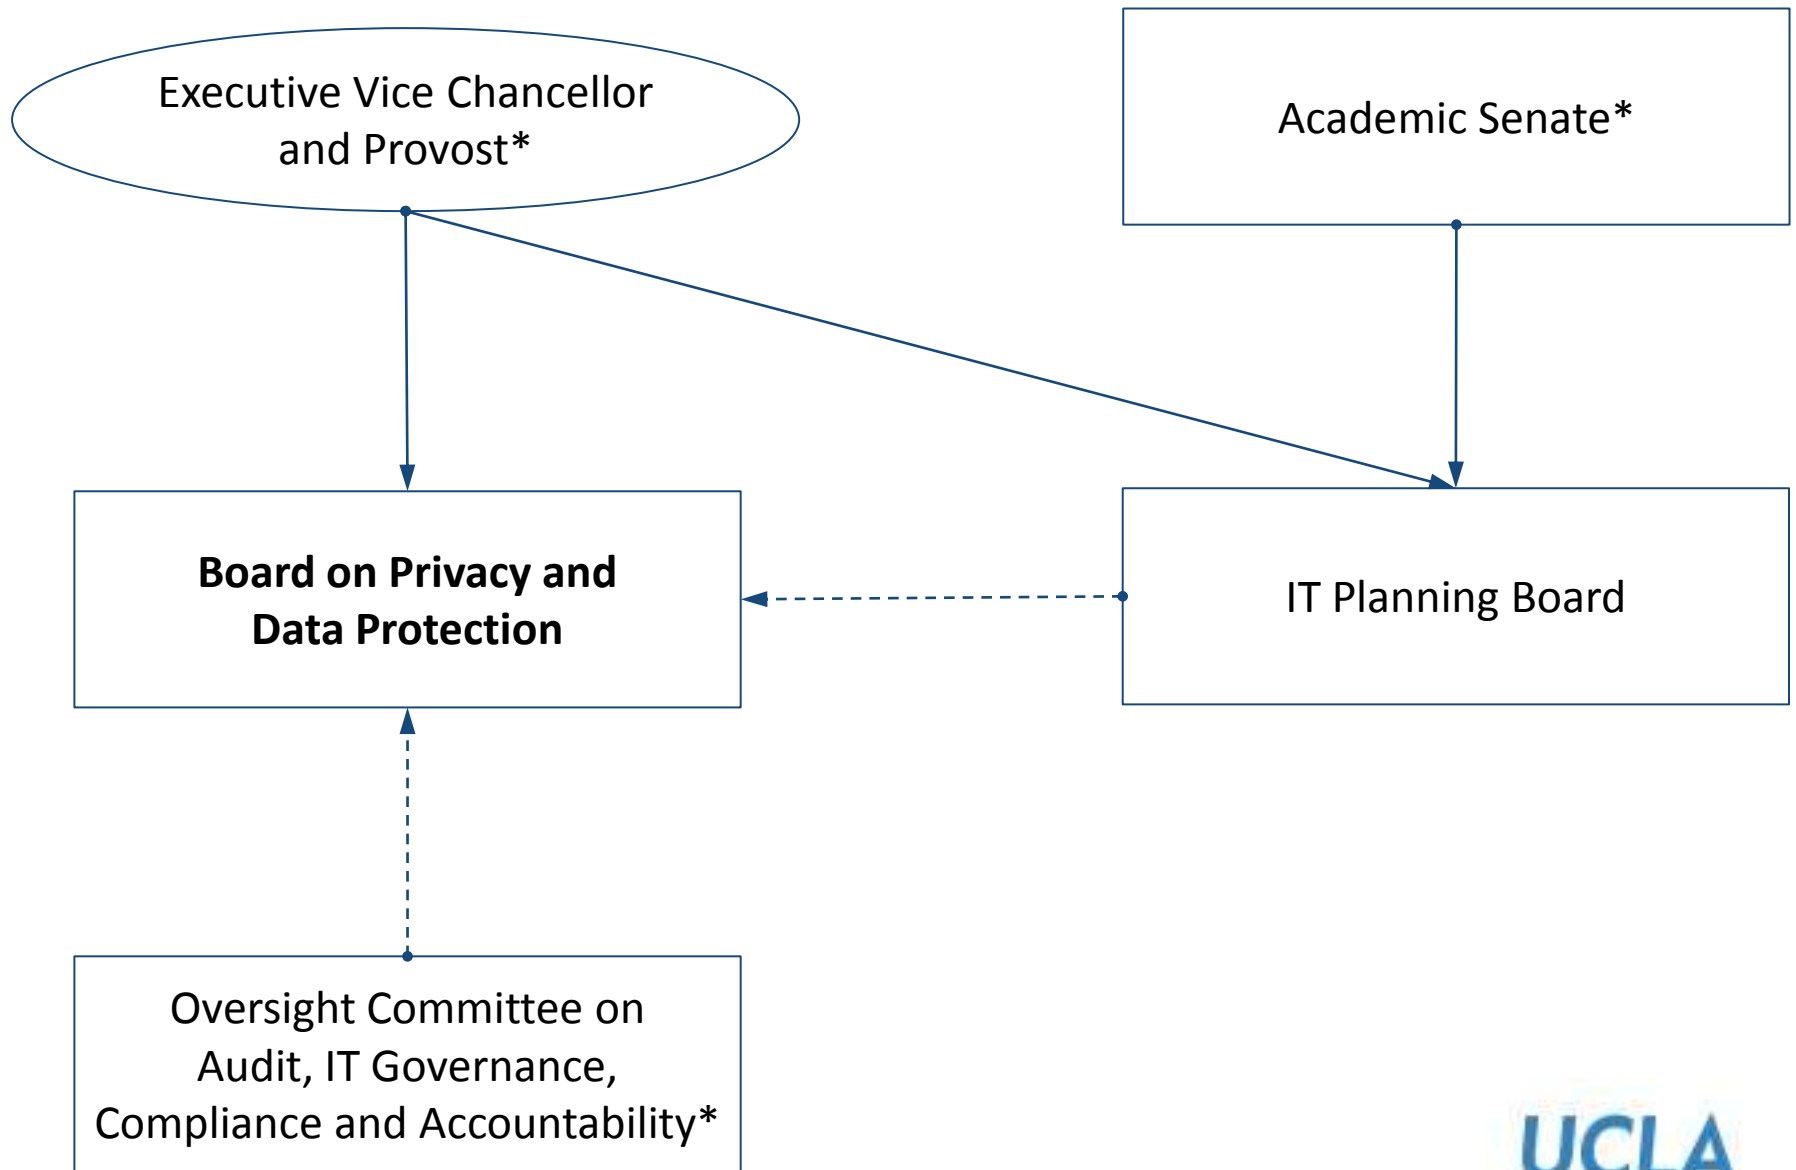 Executive Vice Chancellor
and Provost*
Academic Senate*
Board on Privacy and
Data Protection
IT Planning Board
Oversight Committee on
Audit, IT Governance,
Compliance and Accountability*
UCLA